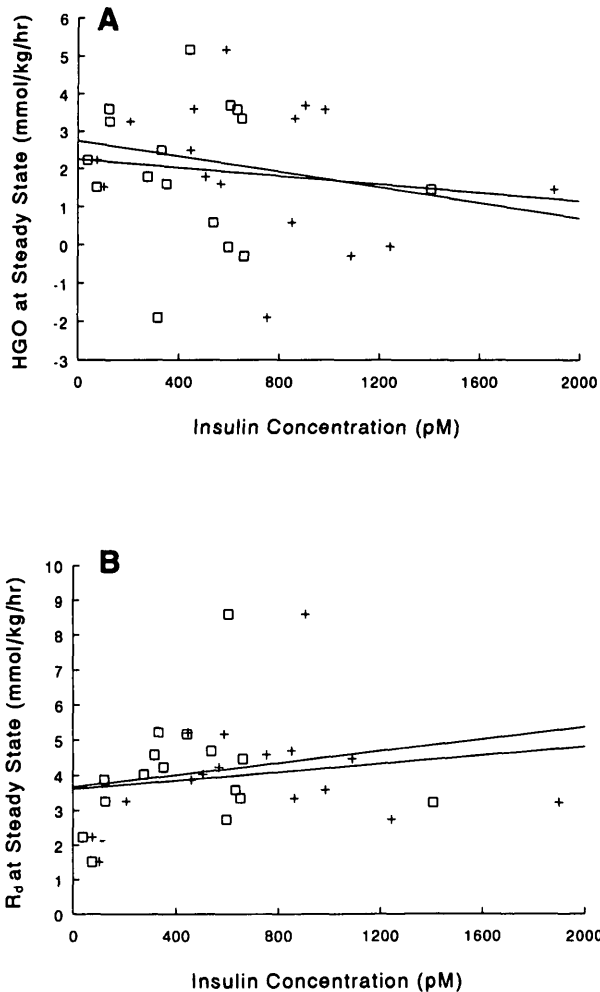 A
HGO at Steady State (mmol/kg/hr)
6
5
4
3
2
1
0
-1
-2
-3
0 400 800 1200 1600 2000
Insulin Concentration (pM)
B
Rd at Steady State (mmol/kg/hr)
10
9
8
7
6
5
4
3
2
1
0
0 400 800 1200 1600 2000
Insulin Concentration (pM)